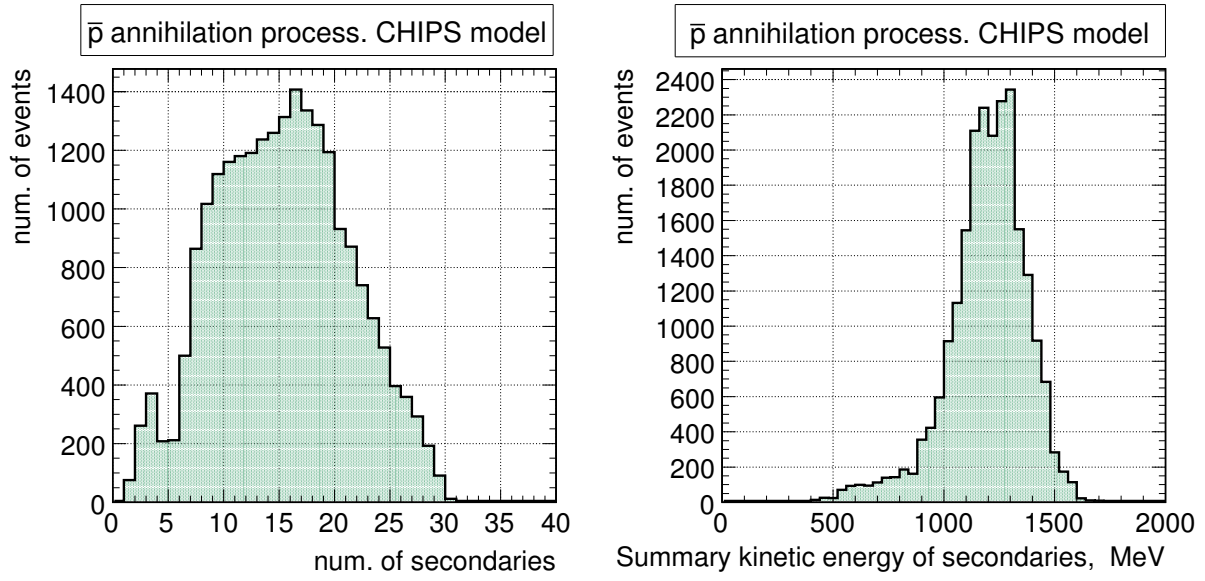 p̅ annihilation process. CHIPS model
num. of events
1400
1200
1000
800
600
400
200
0
0 5 10 15 20 25 30 35 40
num. of secondaries
p̅ annihilation process. CHIPS model
num. of events
2400
2200
2000
1800
1600
1400
1200
1000
800
600
400
200
0
0 500 1000 1500 2000
Summary kinetic energy of secondaries, MeV